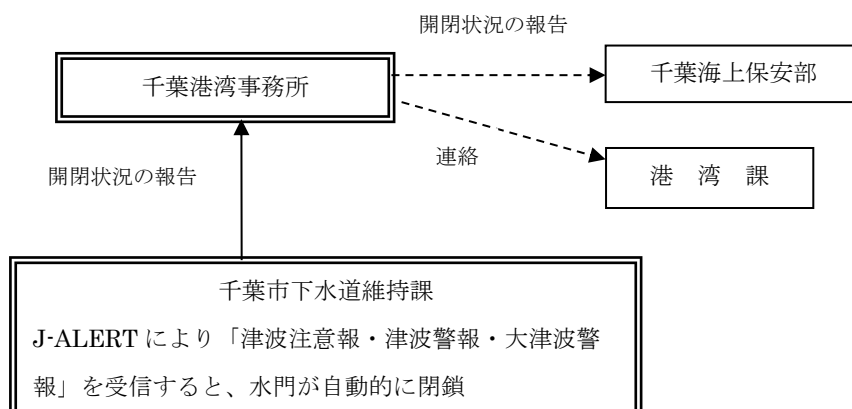 開閉状況の報告
千葉港湾事務所
千葉海上保安部
連絡
港　湾　課
開閉状況の報告
千葉市下水道維持課
J-ALERT により「津波注意報・津波警報・大津波警
報」を受信すると、水門が自動的に閉鎖